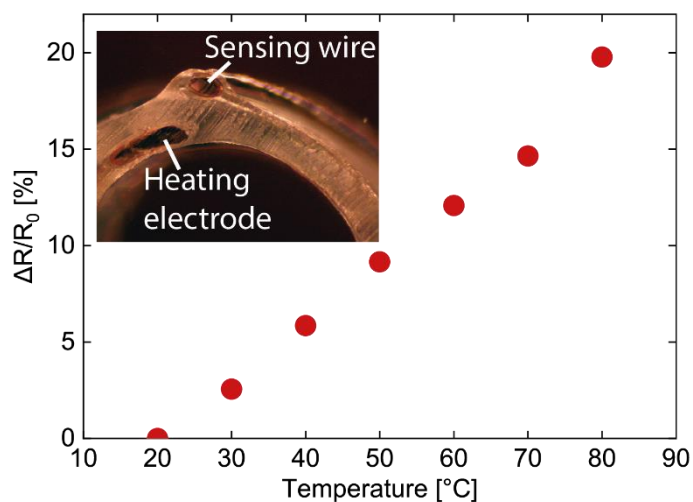 20
15
10
5
0
ΔR/R₀ [%]
Sensing wire
Heating
electrode
10 20 30 40 50 60 70 80 90
Temperature [°C]